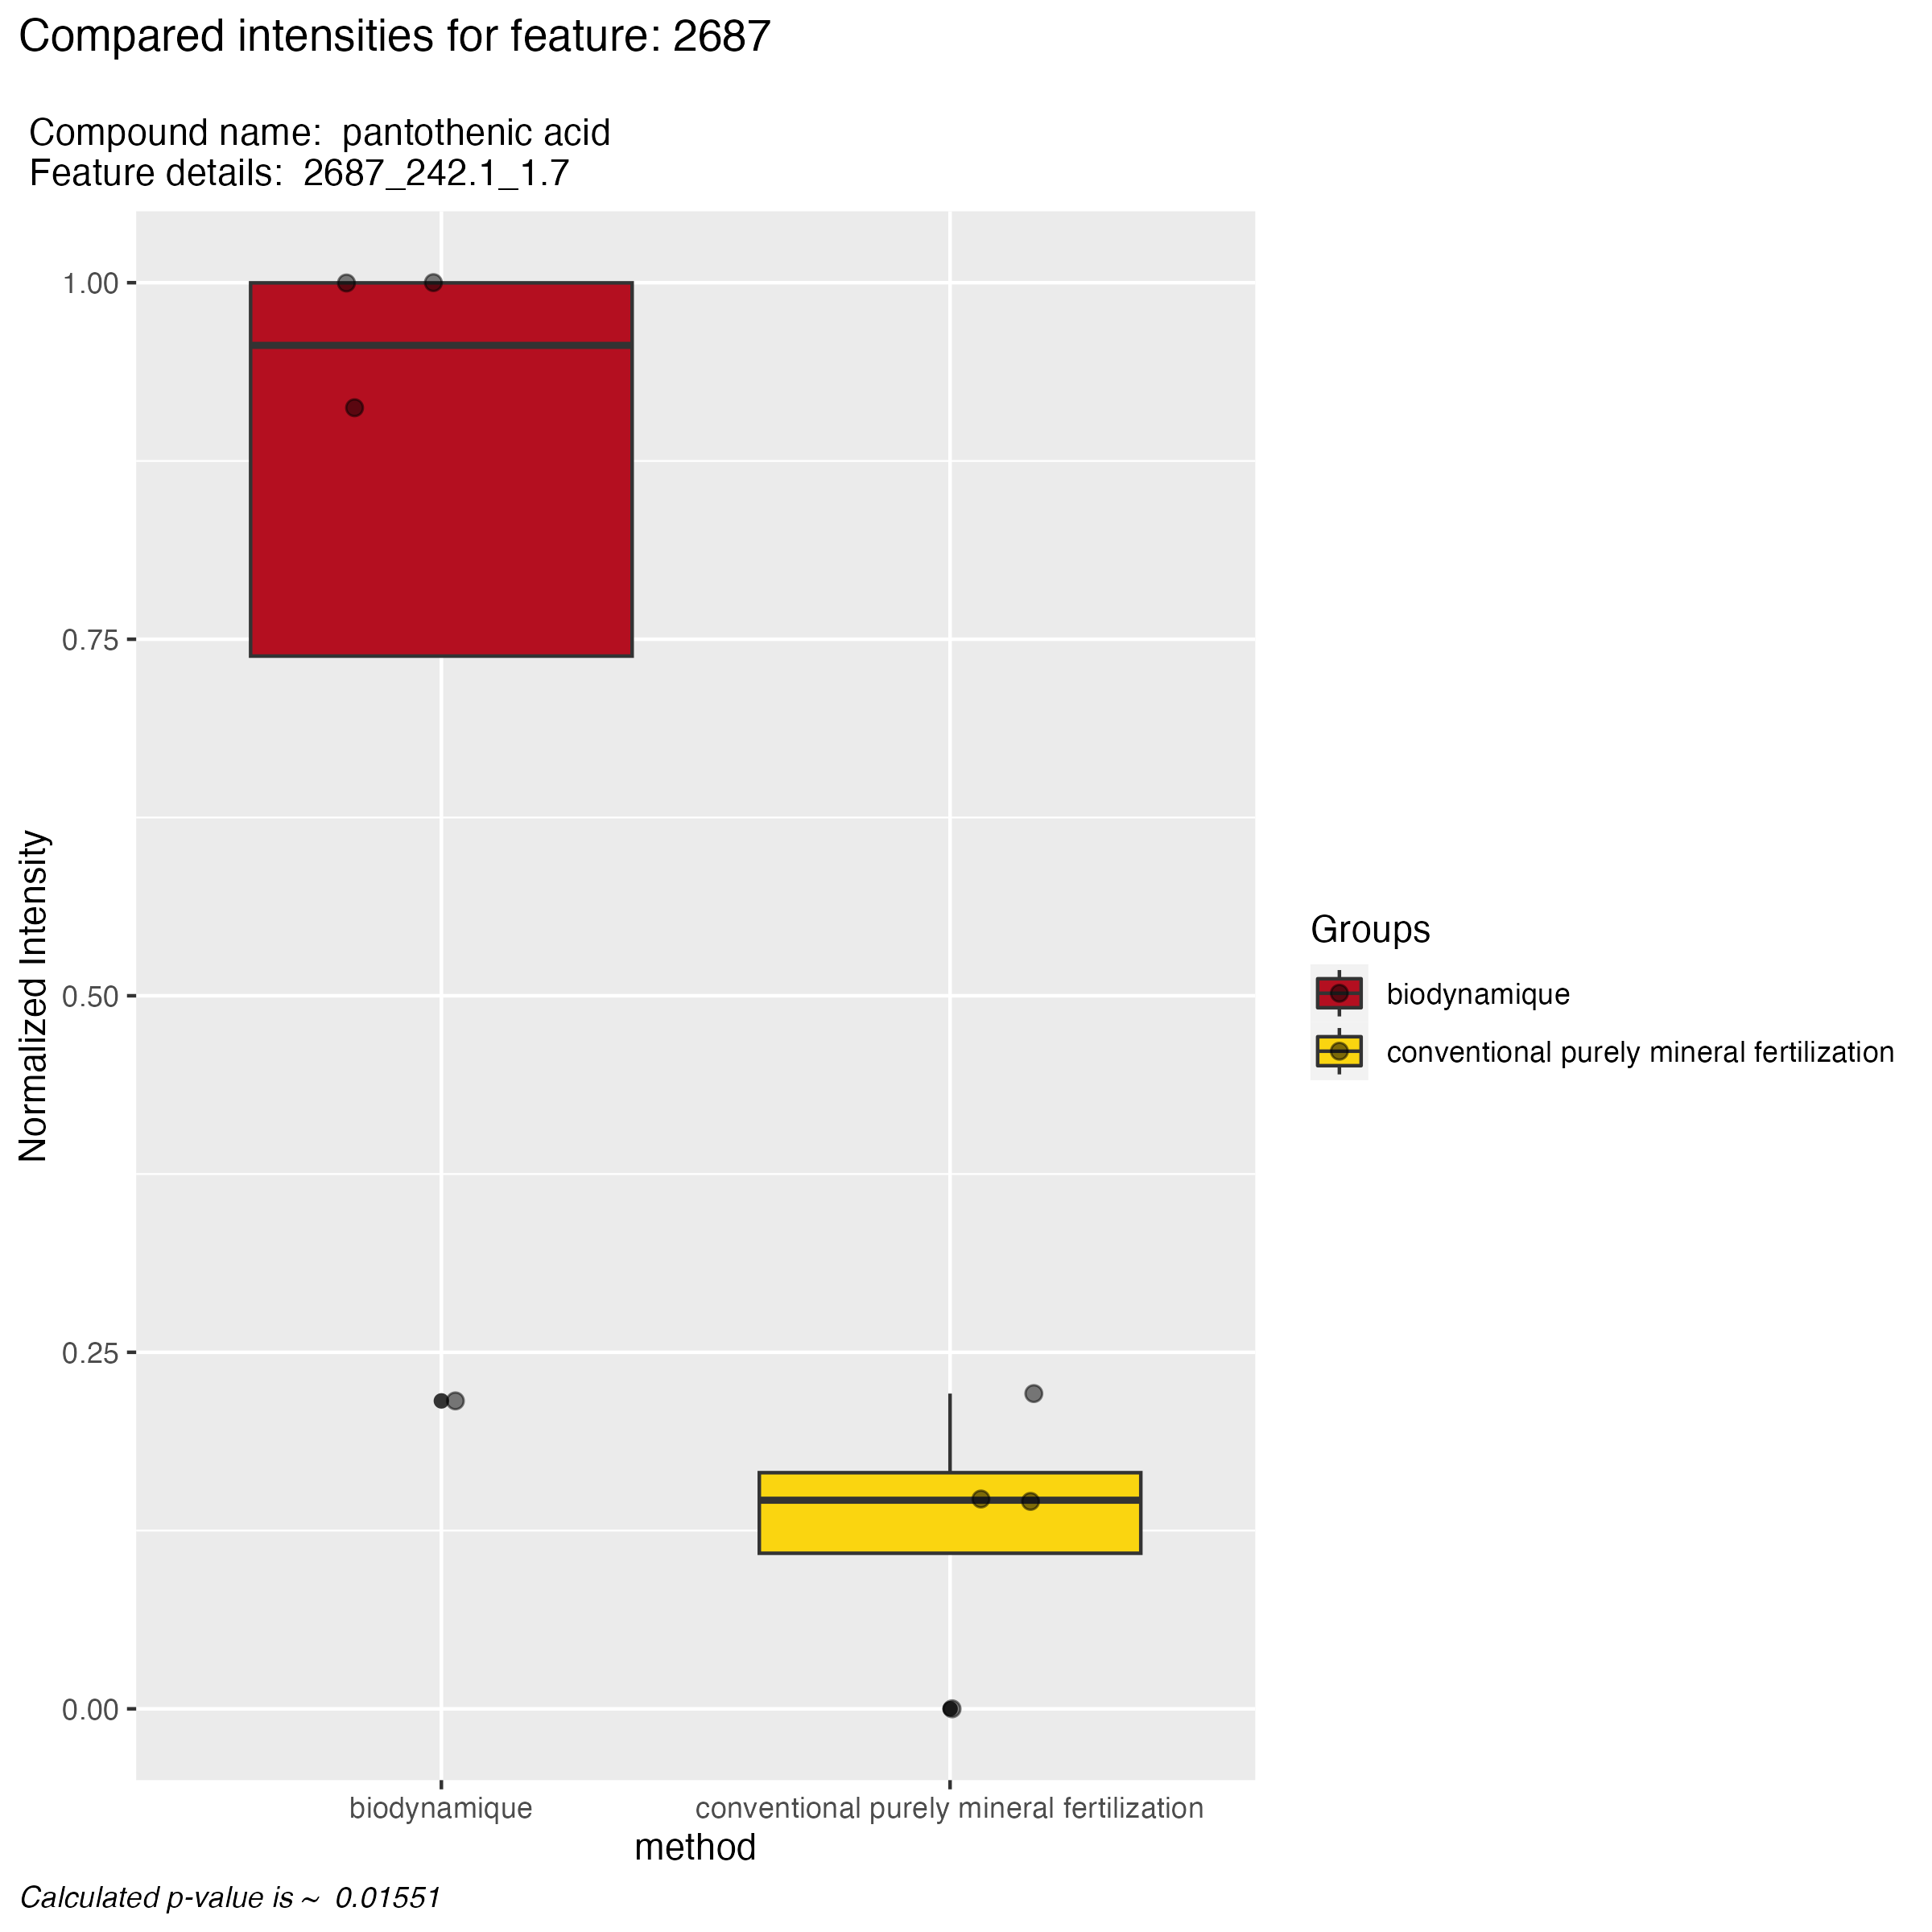 Compared intensities for feature: 2687
Compound name:  pantothenic acid
Feature details:  2687_242.1_1.7
1.00
0.75
0.50
0.25
0.00
Normalized Intensity
biodynamique
conventional purely mineral fertilization
method
Groups
biodynamique
conventional purely mineral fertilization
Calculated p-value is ~  0.01551